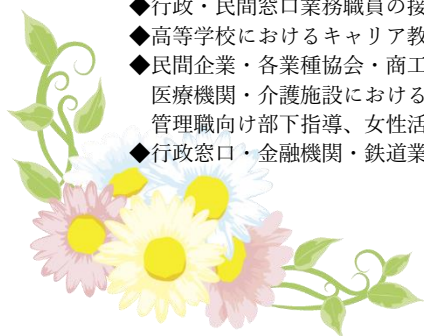 ◆行政・民間窓口業務職員の接
◆高等学校におけるキャリア教
◆民間企業・各業種協会・商工
医療機関・介護施設における
管理職向け部下指導、女性活
◆行政窓口・金融機関・鉄道業